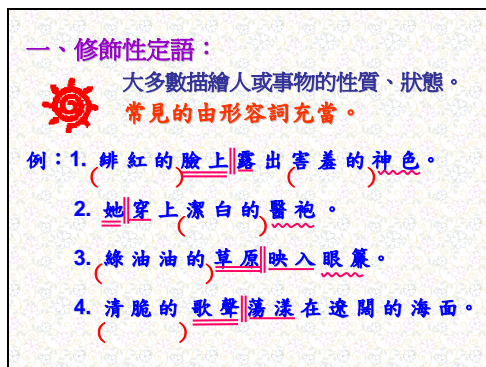 一、修飾性定語：
大多數描繪人或事物的性質、狀態。
常見的由形容詞充當。
例：1. 緋紅的臉上露出害羞的神色。
2. 她穿上潔白的醫袍。
3. 綠油油的草原映入眼簾。
4. 清脆的歌聲蕩漾在遼闊的海面。